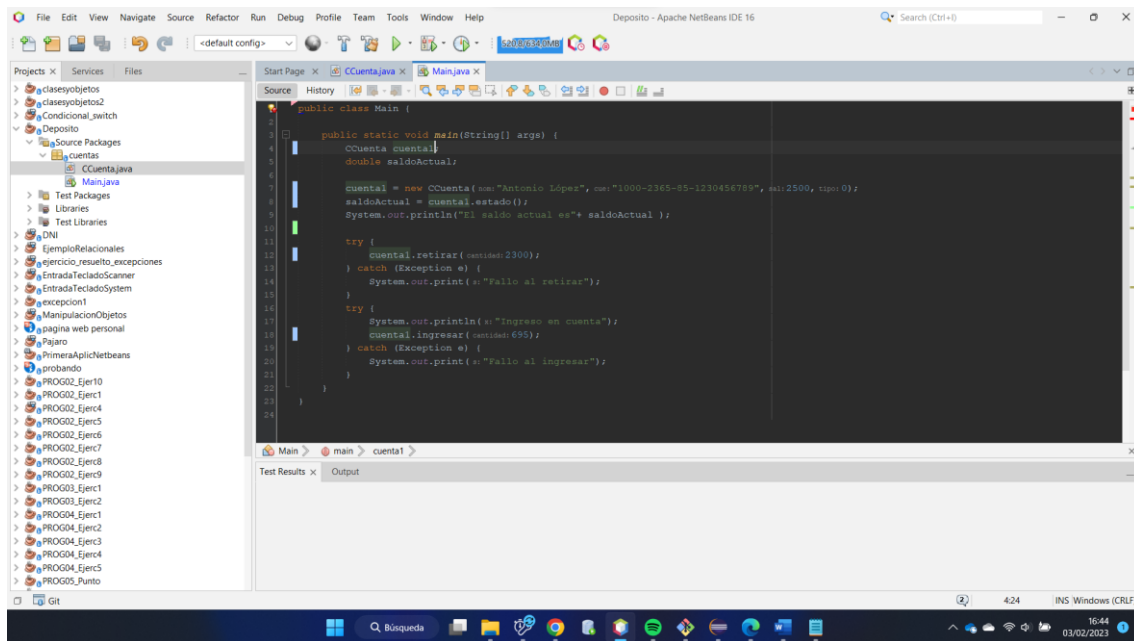 File Edit View Navigate Source Refactor Run Debug Profile Team Tools Window Help
Deposito - Apache NetBeans IDE 16
Search (Ctrl+I)
<default config>
520,8/634,0MB
Projects Services Files
Start Page CCuenta.java Main.java
Source History
clasesyobjetos
clasesyobjetos2
Condicional_switch
Deposito
Source Packages
cuentas
CCuenta.java
Main.java
Test Packages
Libraries
Test Libraries
DNI
EjemploRelacionales
ejercicio_resuelto_excepciones
EntradaTecladoScanner
EntradaTecladoSystem
excepcion1
ManipulacionObjetos
pagina web personal
Pajaro
PrimeraAplicNetbeans
probando
PROG02_Ejer10
PROG02_Ejerc1
PROG02_Ejerc4
PROG02_Ejerc5
PROG02_Ejerc6
PROG02_Ejerc7
PROG02_Ejerc8
PROG02_Ejerc9
PROG03_Ejerc1
PROG03_Ejerc2
PROG04_Ejerc1
PROG04_Ejerc2
PROG04_Ejerc3
PROG04_Ejerc4
PROG04_Ejerc5
PROG05_Punto
public class Main {
2
3 public static void main(String[] args) {
4 CCuenta cuenta1;
5 double saldoActual;
6
7 cuenta1 = new CCuenta( nom: "Antonio López", cue: "1000-2365-85-1230456789", sal: 2500, tipo: 0);
8 saldoActual = cuenta1.estado();
9 System.out.println("El saldo actual es"+ saldoActual );
10
11 try {
12 cuenta1.retirar( cantidad: 2300);
13 } catch (Exception e) {
14 System.out.print( s: "Fallo al retirar");
15 }
16 try {
17 System.out.println( x: "Ingreso en cuenta");
18 cuenta1.ingresar( cantidad: 695);
19 } catch (Exception e) {
20 System.out.print( s: "Fallo al ingresar");
21 }
22 }
23 }
24
Main main cuenta1
Test Results Output
Git
2 4:24 INS Windows (CRLF
Búsqueda
16:44
03/02/2023
1